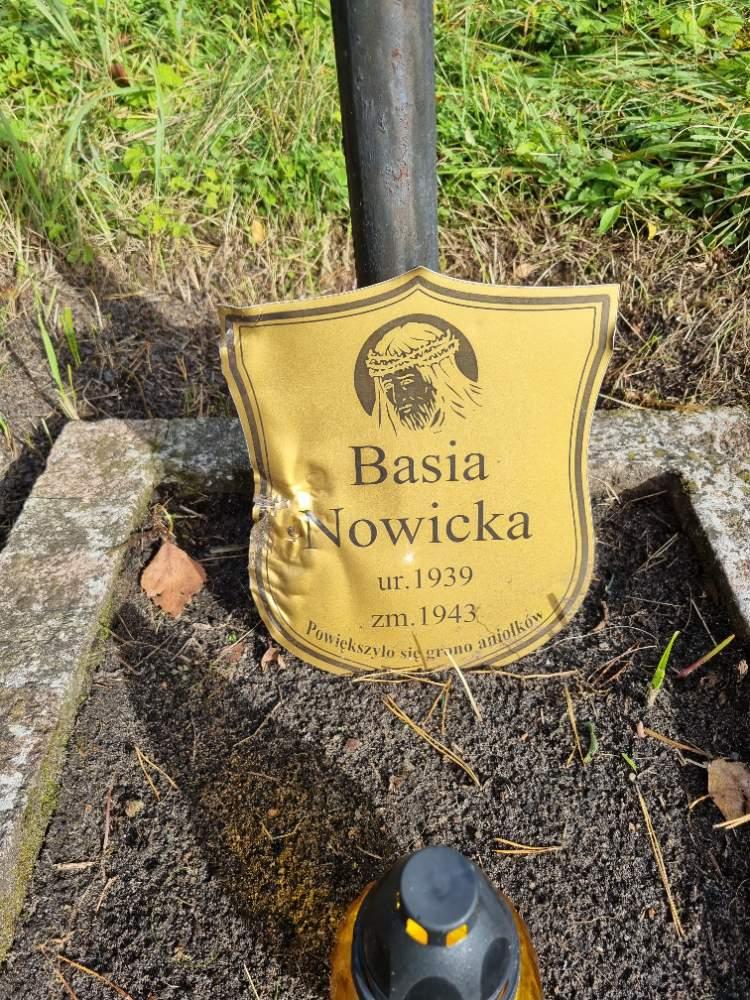 Basia
Nowicka
ur.1939
zm.1943
Powiększyło się grono aniołków